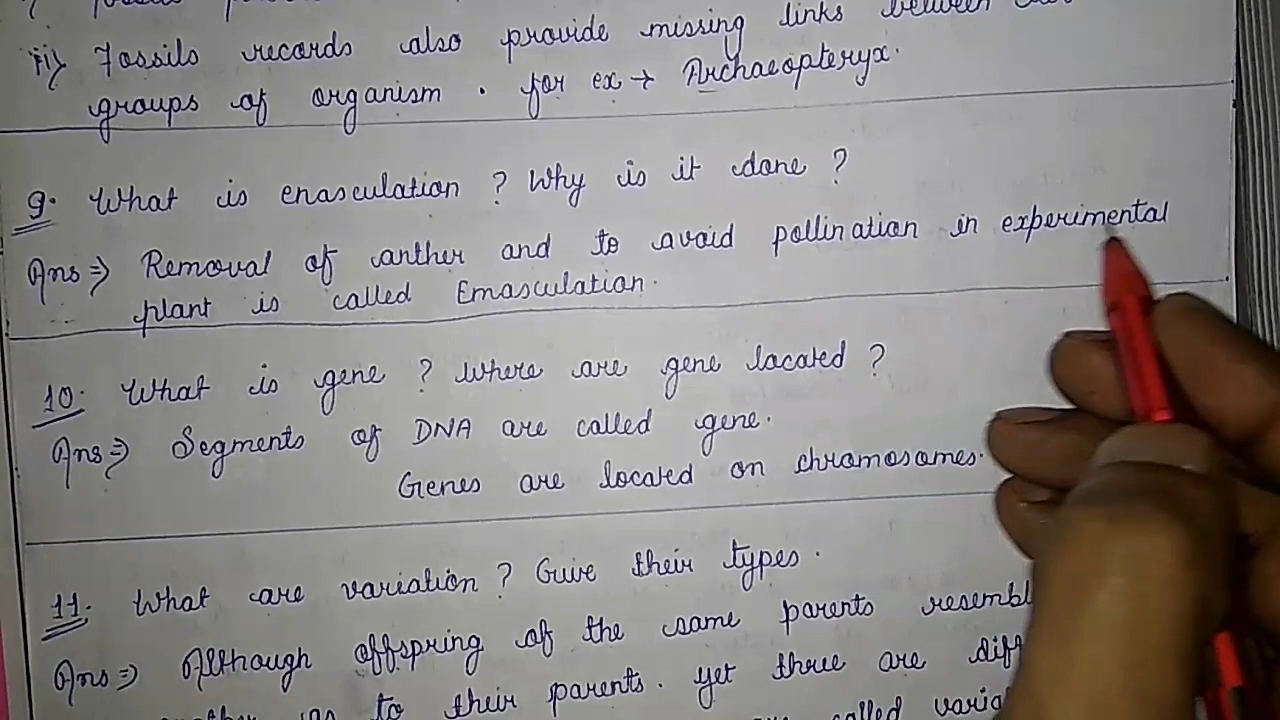 ii) Fossils records also provide missing links between
groups of organism. for ex → Archaeopteryx.
9. What is enasculation ? Why is it done ?
Ans ⇒ Removal of anther and to avoid pollination in experimental
plant is called Emasculation.
10. What is gene ? Where are gene located ?
Ans ⇒ Segments of DNA are called gene.
Genes are located on chromosomes.
11. What are variation ? Give their types.
Ans ⇒ Although offspring of the same parents
to their parents. yet three are
called